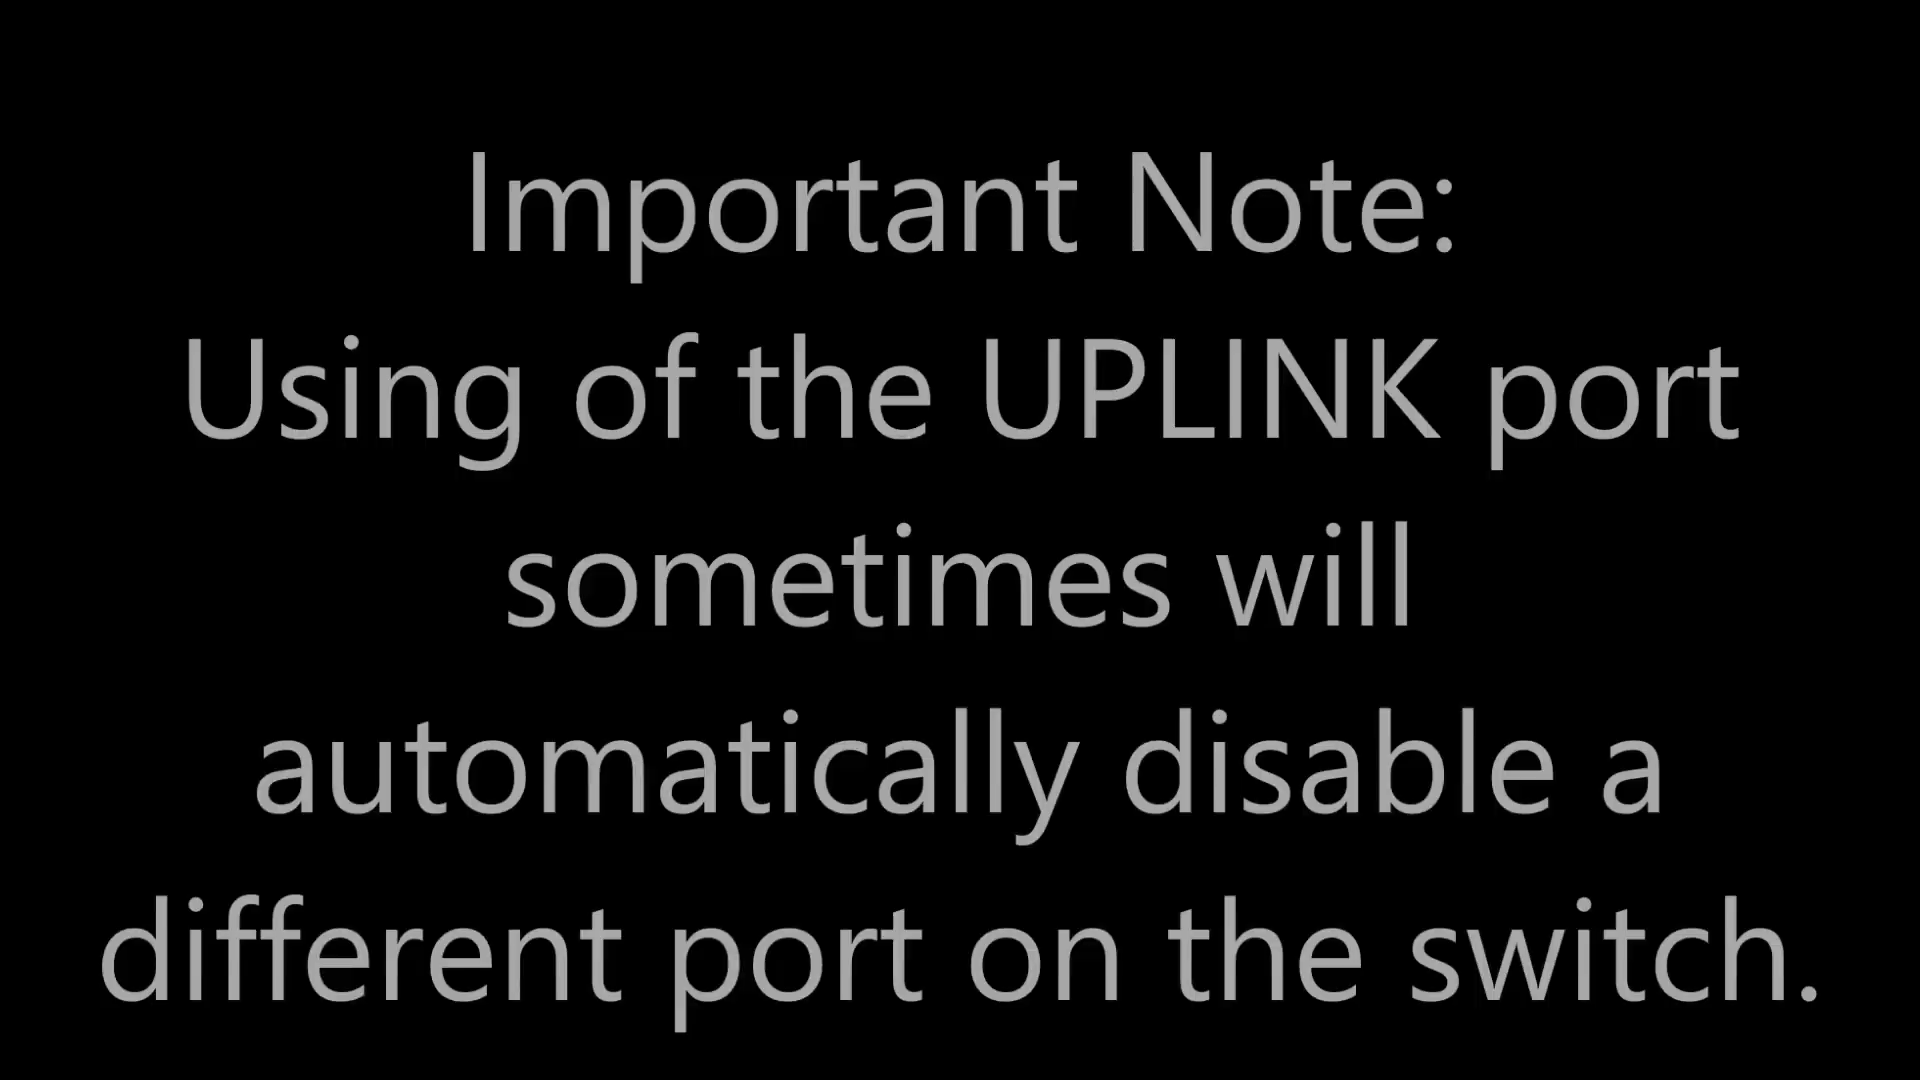 Important Note:
Using of the UPLINK port
sometimes will
automatically disable a
different port on the switch.